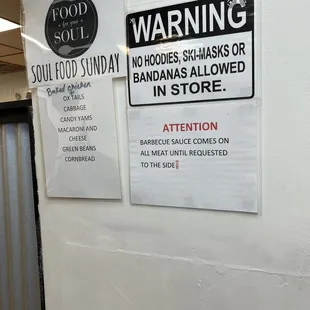 FOOD
for your
SOUL
SOUL FOOD SUNDAY
Baked chicken
OX TAILS
CABBAGE
CANDY YAMS
MACARONI AND
CHEESE
GREEN BEANS
CORNBREAD
WARNING
NO HOODIES, SKI-MASKS OR
BANDANAS ALLOWED
IN STORE.
ATTENTION
BARBECUE SAUCE COMES ON
ALL MEAT UNTIL REQUESTED
TO THE SIDE!